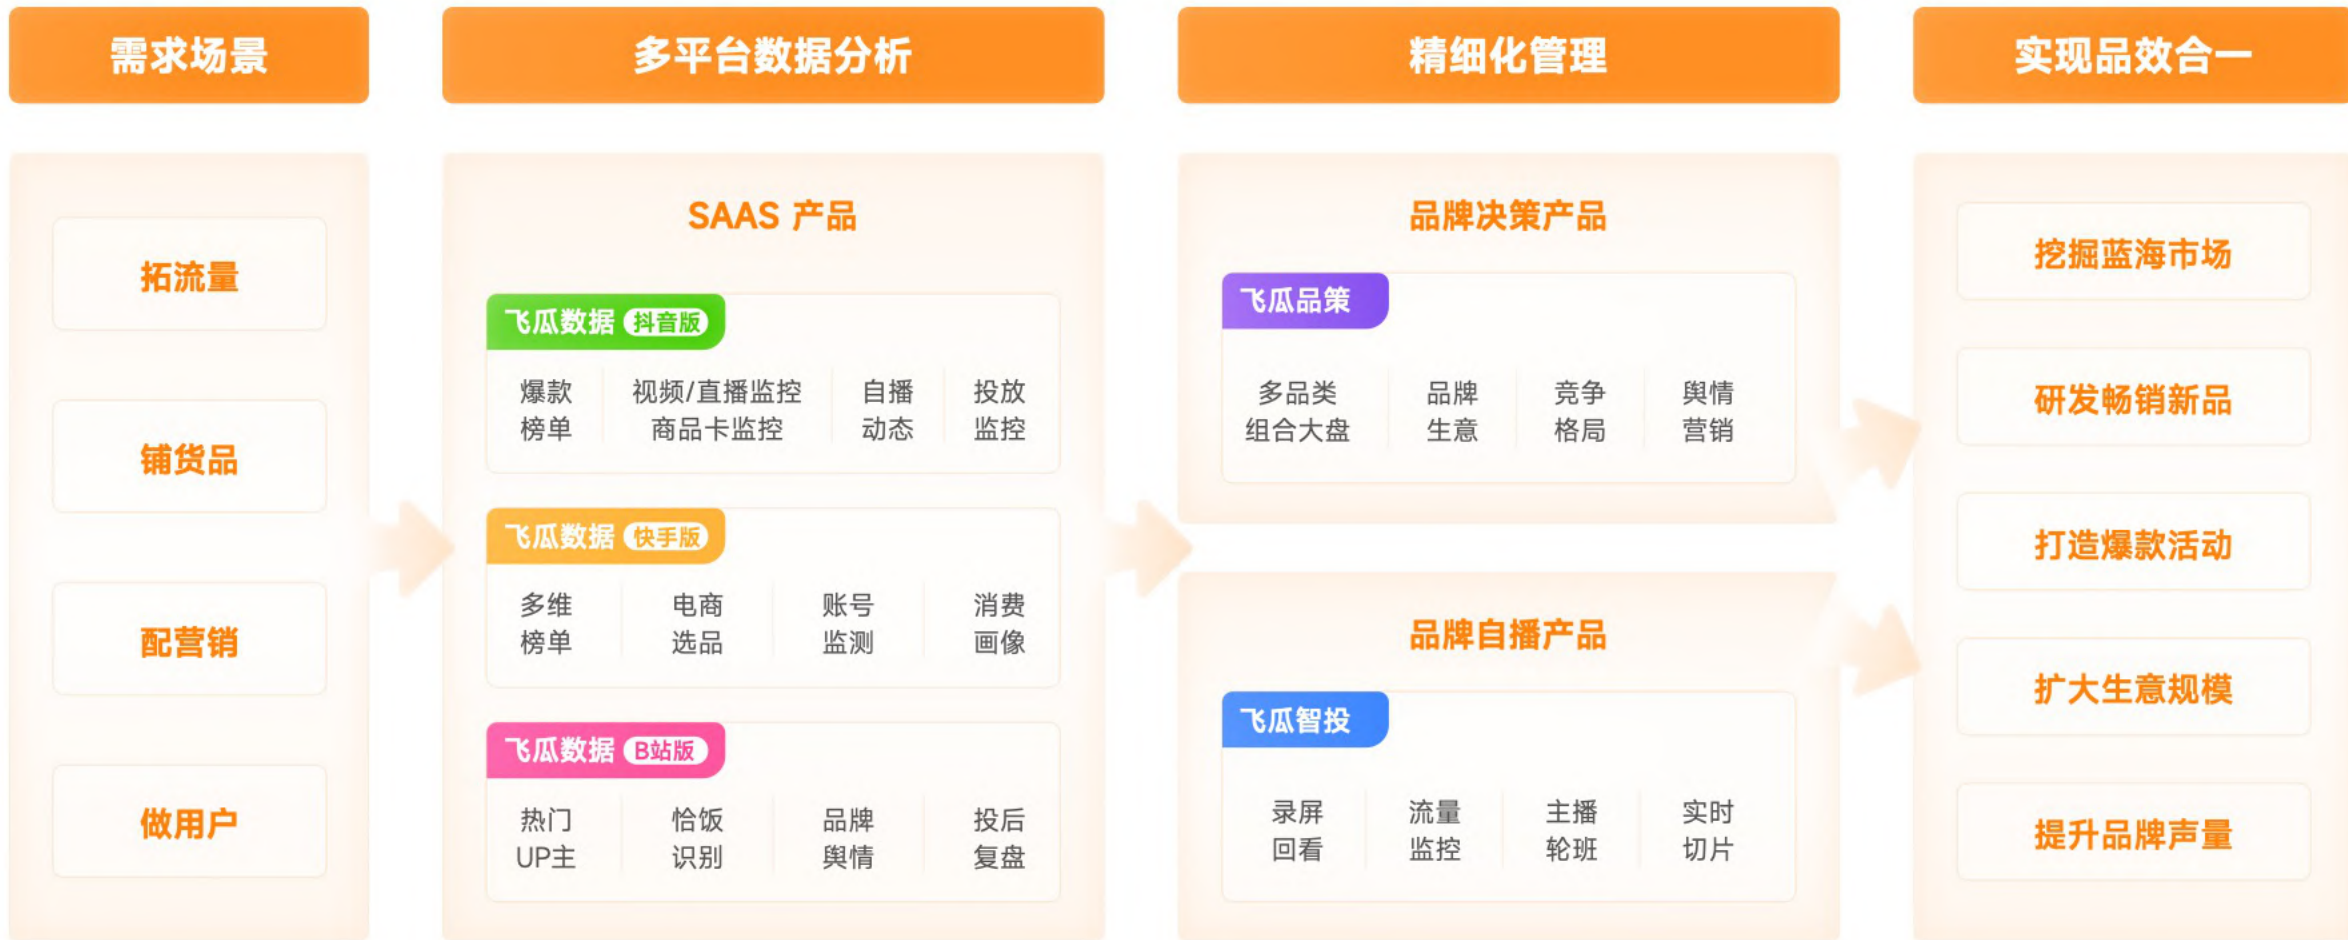 需求场景
拓流量
铺货品
配营销
做用户
多平台数据分析
SAAS 产品
飞瓜数据 抖音版
爆款 视频/直播监控 自播 投放
榜单 商品卡监控 动态 监控
飞瓜数据 快手版
多维 电商 账号 消费
榜单 选品 监测 画像
飞瓜数据 B站版
热门 恰饭 品牌 投后
UP主 识别 舆情 复盘
精细化管理
品牌决策产品
飞瓜品策
多品类 品牌 竞争 舆情
组合大盘 生意 格局 营销
品牌自播产品
飞瓜智投
录屏 流量 主播 实时
回看 监控 轮班 切片
实现品效合一
挖掘蓝海市场
研发畅销新品
打造爆款活动
扩大生意规模
提升品牌声量